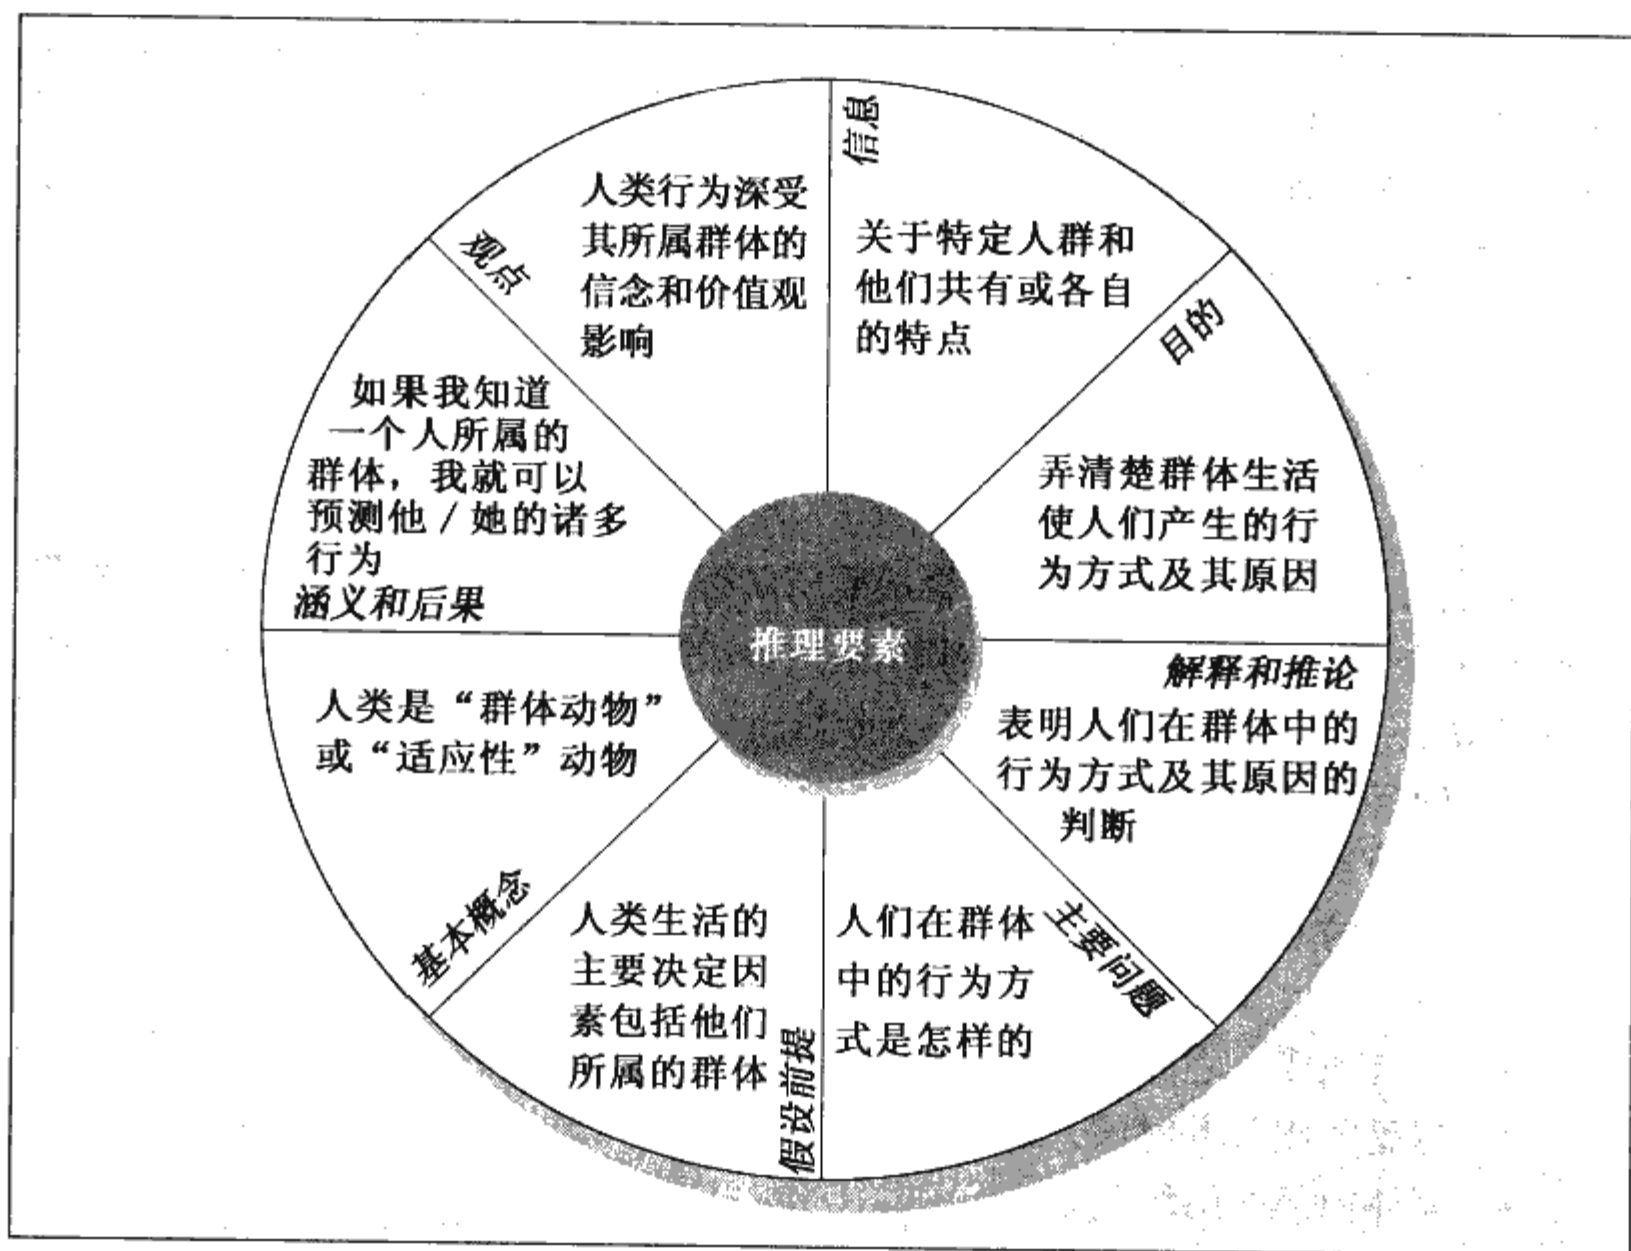 信息
关于特定人群和
他们共有或各自
的特点
目的
弄清楚群体生活
使人们产生的行
为方式及其原因
解释和推论
表明人们在群体中的
行为方式及其原因的
判断
主要问题
人们在群体
中的行为方
式是怎样的
假设前提
人类生活的
主要决定因
素包括他们
所属的群体
基本概念
人类是“群体动物”
或“适应性”动物
如果我知道
一个人所属的
群体，我就可以
预测他/她的诸多
行为
涵义和后果
观点
人类行为深受
其所属群体的
信念和价值观
影响
推理要素